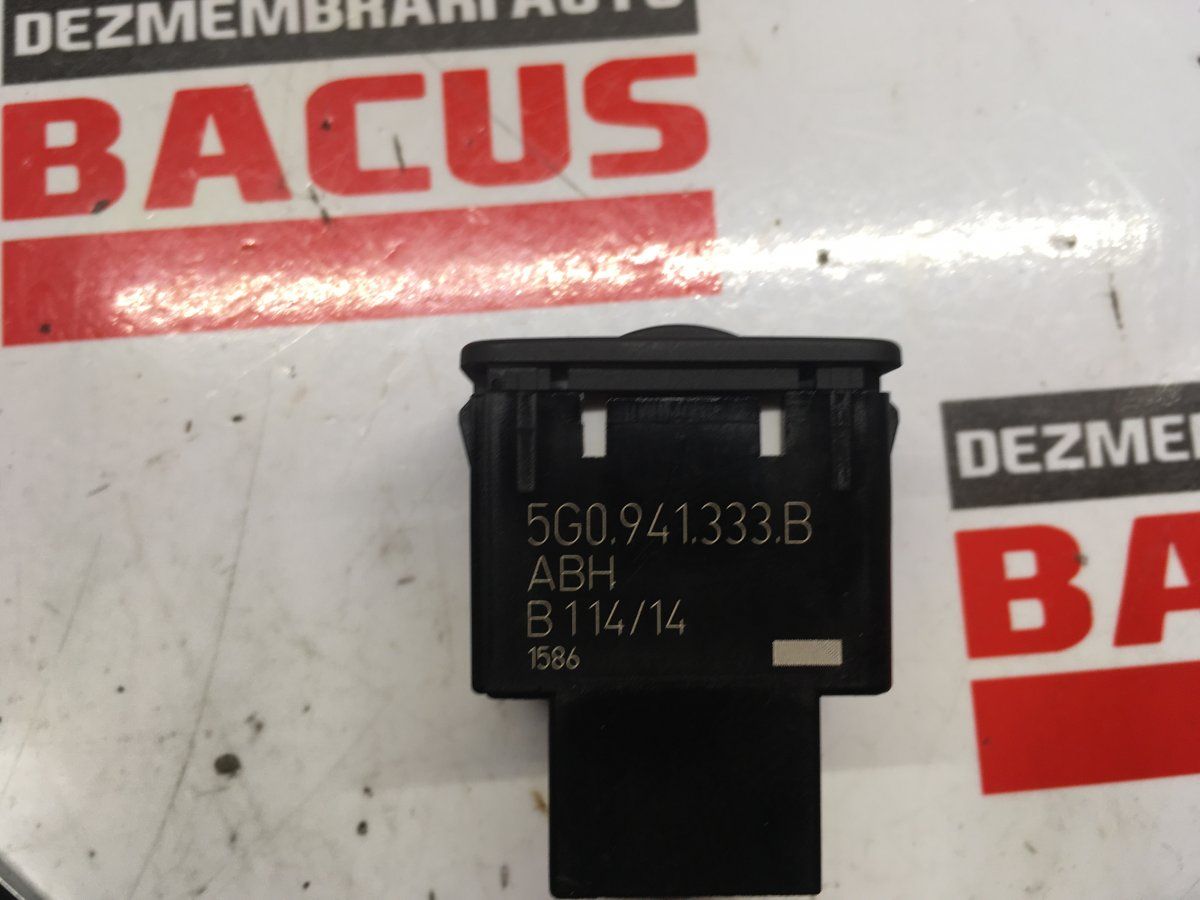 DEZMEMBRARI AUTO
BACUS
5G0.941.333.B
ABH
B 114/14
1586
DEZMEM
BA